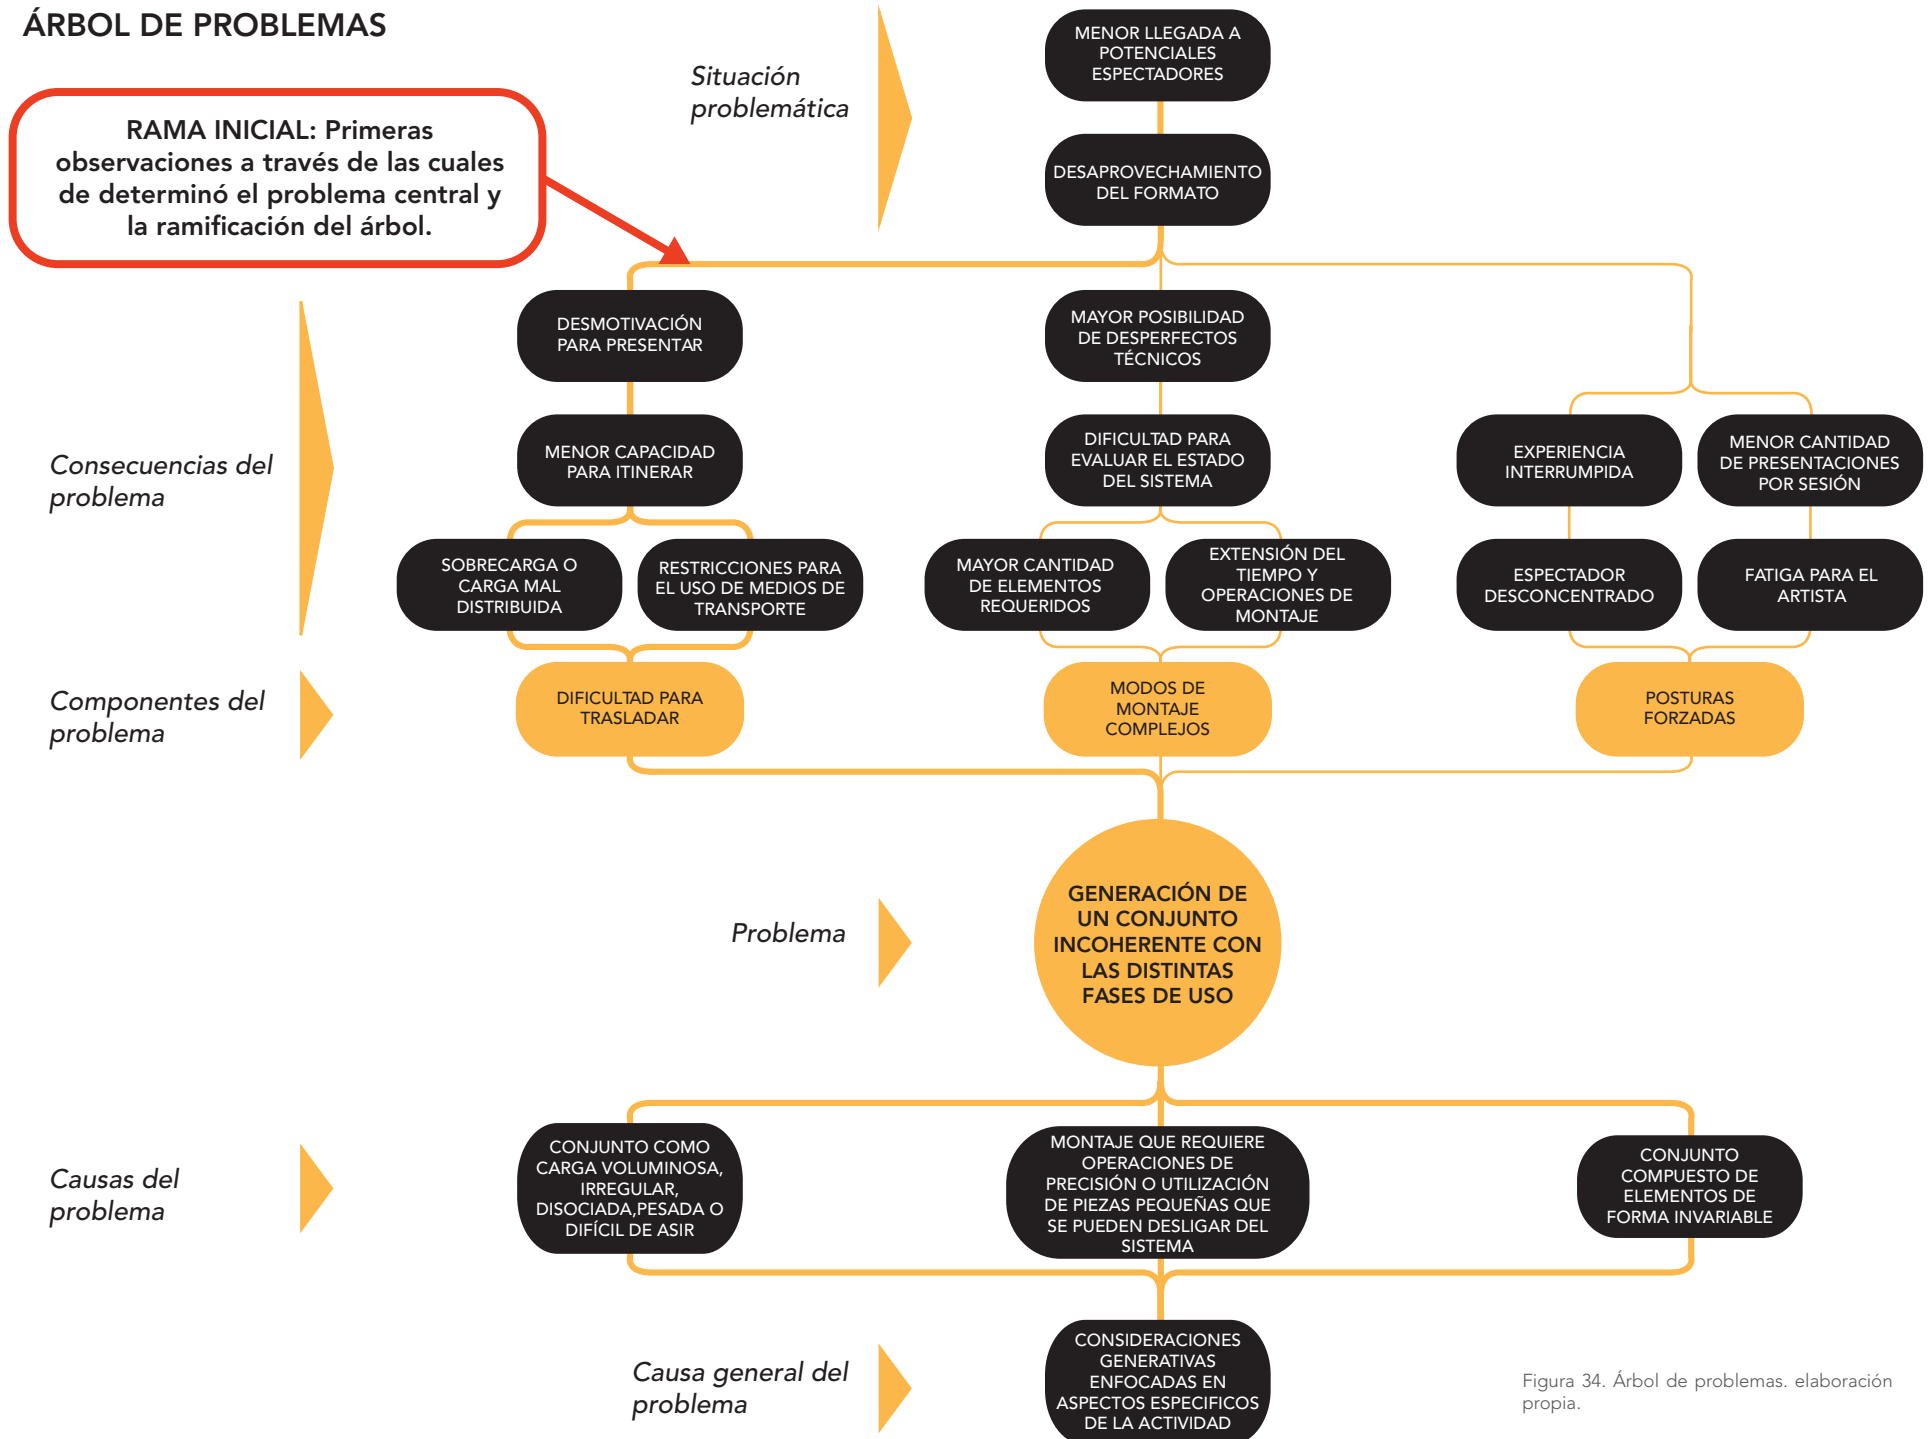 ÁRBOL DE PROBLEMAS
RAMA INICIAL: Primeras
observaciones a través de las cuales
de determinó el problema central y
la ramificación del árbol.
Situación
problemática
MENOR LLEGADA A
POTENCIALES
ESPECTADORES
DESAPROVECHAMIENTO
DEL FORMATO
Consecuencias del
problema
DESMOTIVACIÓN
PARA PRESENTAR
MAYOR POSIBILIDAD
DE DESPERFECTOS
TÉCNICOS
MENOR CAPACIDAD
PARA ITINERAR
DIFICULTAD PARA
EVALUAR EL ESTADO
DEL SISTEMA
EXPERIENCIA
INTERRUMPIDA
MENOR CANTIDAD
DE PRESENTACIONES
POR SESIÓN
SOBRECARGA O
CARGA MAL
DISTRIBUIDA
RESTRICCIONES PARA
EL USO DE MEDIOS DE
TRANSPORTE
MAYOR CANTIDAD
DE ELEMENTOS
REQUERIDOS
EXTENSIÓN DEL
TIEMPO Y
OPERACIONES DE
MONTAJE
ESPECTADOR
DESCONCENTRADO
FATIGA PARA EL
ARTISTA
Componentes del
problema
DIFICULTAD PARA
TRASLADAR
MODOS DE
MONTAJE
COMPLEJOS
POSTURAS
FORZADAS
Problema
GENERACIÓN DE
UN CONJUNTO
INCOHERENTE CON
LAS DISTINTAS
FASES DE USO
Causas del
problema
CONJUNTO COMO
CARGA VOLUMINOSA,
IRREGULAR,
DISOCIADA,PESADA O
DIFÍCIL DE ASIR
MONTAJE QUE REQUIERE
OPERACIONES DE
PRECISIÓN O UTILIZACIÓN
DE PIEZAS PEQUEÑAS QUE
SE PUEDEN DESLIGAR DEL
SISTEMA
CONJUNTO
COMPUESTO DE
ELEMENTOS DE
FORMA INVARIABLE
Causa general del
problema
CONSIDERACIONES
GENERATIVAS
ENFOCADAS EN
ASPECTOS ESPECIFICOS
DE LA ACTIVIDAD
Figura 34. Árbol de problemas. elaboración
propia.